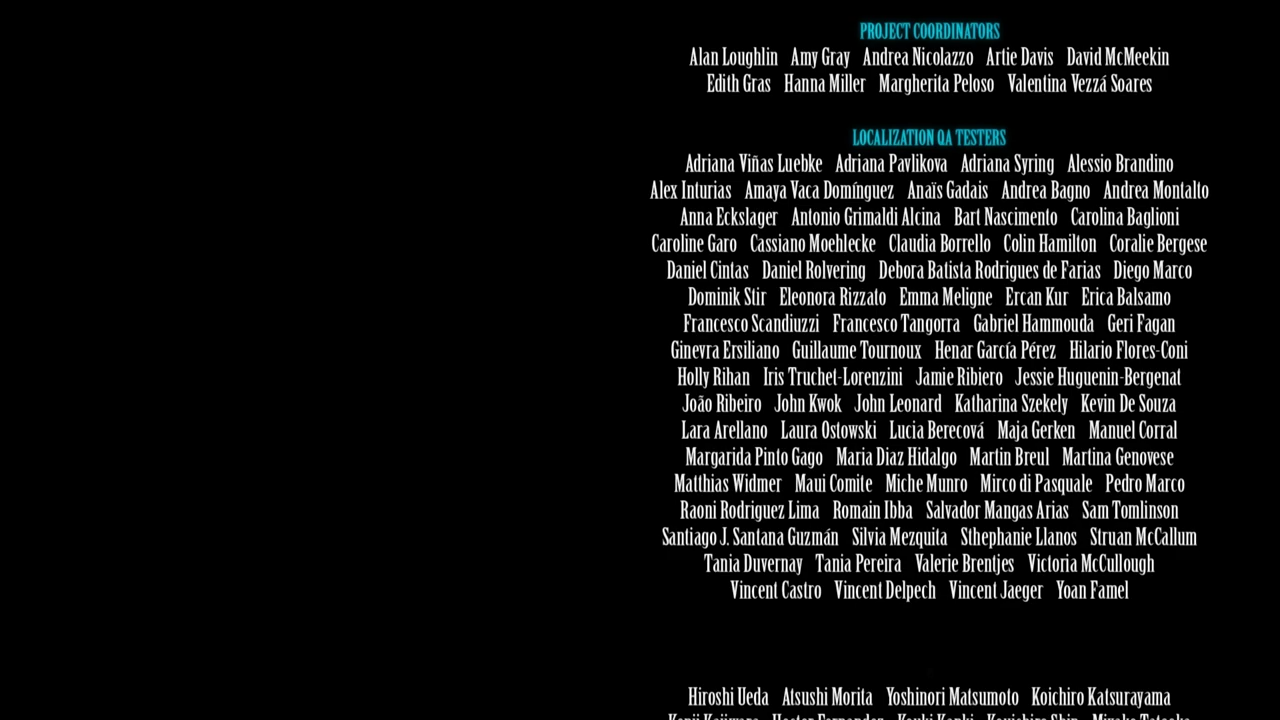 PROJECT COORDINATORS
Alan Loughlin Amy Gray Andrea Nicolazzo Artie Davis David McMeekin
Edith Gras Hanna Miller Margherita Peloso Valentina Vezzá Soares
LOCALIZATION QA TESTERS
Adriana Viñas Luebke Adriana Pavlikova Adriana Syring Alessio Brandino
Alex Inturias Amaya Vaca Domínguez Anaïs Gadais Andrea Bagno Andrea Montalto
Anna Eckslager Antonio Grimaldi Alcina Bart Nascimento Carolina Baglioni
Caroline Garo Cassiano Moehlecke Claudia Borrello Colin Hamilton Coralie Bergese
Daniel Cintas Daniel Rolvering Debora Batista Rodrigues de Farias Diego Marco
Dominik Stir Eleonora Rizzato Emma Meligne Ercan Kur Erica Balsamo
Francesco Scandiuzzi Francesco Tangorra Gabriel Hammouda Geri Fagan
Ginevra Ersiliano Guillaume Tournoux Henar García Pérez Hilario Flores-Coni
Holly Rihan Iris Truchet-Lorenzini Jamie Ribiero Jessie Huguenin-Bergenat
João Ribeiro John Kwok John Leonard Katharina Szekely Kevin De Souza
Lara Arellano Laura Ostowski Lucia Berecová Maja Gerken Manuel Corral
Margarida Pinto Gago Maria Diaz Hidalgo Martin Breul Martina Genovese
Matthias Widmer Maui Comite Miche Munro Mirco di Pasquale Pedro Marco
Raoni Rodriguez Lima Romain Ibba Salvador Mangas Arias Sam Tomlinson
Santiago J. Santana Guzmán Silvia Mezquita Sthephanie Llanos Struan McCallum
Tania Duvernay Tania Pereira Valerie Brentjes Victoria McCullough
Vincent Castro Vincent Delpech Vincent Jaeger Yoan Famel
Hiroshi Ueda Atsushi Morita Yoshinori Matsumoto Koichiro Katsurayama